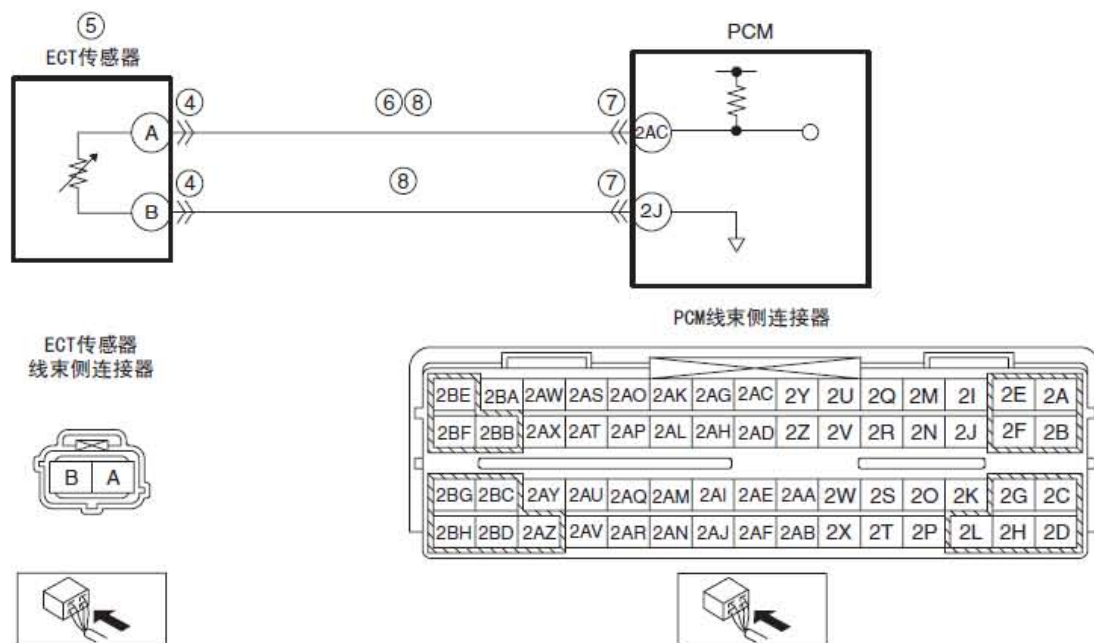 ⑤
ECT传感器
PCM
④ ⑥⑧ ⑦
A 2AC
④ ⑧ ⑦
B 2J
ECT传感器
线束侧连接器
B A
PCM线束侧连接器
2BE 2BA 2AW 2AS 2AO 2AK 2AG 2AC 2Y 2U 2Q 2M 2I 2E 2A
2BF 2BB 2AX 2AT 2AP 2AL 2AH 2AD 2Z 2V 2R 2N 2J 2F 2B
2BG 2BC 2AY 2AU 2AQ 2AM 2AI 2AE 2AA 2W 2S 2O 2K 2G 2C
2BH 2BD 2AZ 2AV 2AR 2AN 2AJ 2AF 2AB 2X 2T 2P 2L 2H 2D